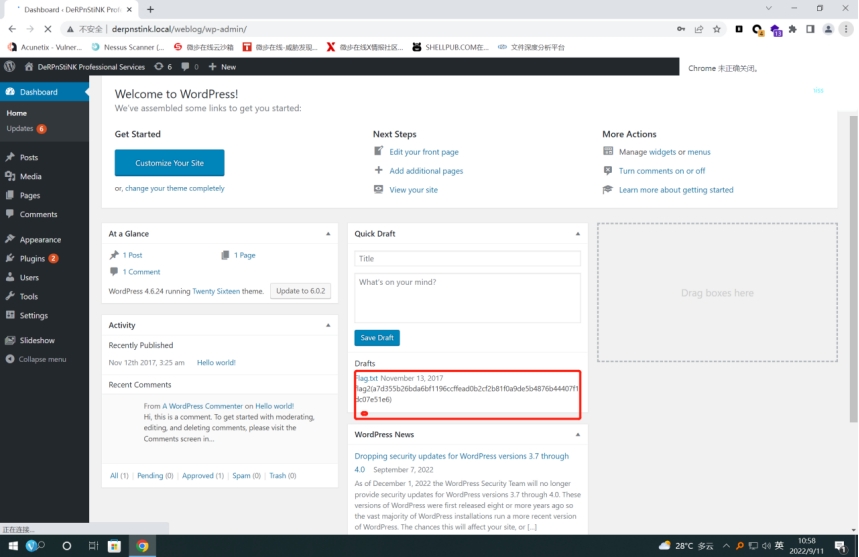 DeRPnStiNK Prof
不安全 | derpnstink.local/weblog/wp-admin/
Acunetix - Vulner... Nessus Scanner (... 微步在线云沙箱 微步在线-威胁发现... 微步在线X情报社区... SHELLPUB.COM在... 文件深度分析平台
DeRPnStiNK Professional Services 6 0 + New
Chrome 未正确关闭。
Dashboard
Home
Updates 6
Posts
Media
Pages
Comments
Appearance
Plugins 2
Users
Tools
Settings
Slideshow
Collapse menu
Welcome to WordPress!
We've assembled some links to get you started:
Get Started
Customize Your Site
or, change your theme completely
Next Steps
Edit your front page
Add additional pages
View your site
More Actions
Manage widgets or menus
Turn comments on or off
Learn more about getting started
At a Glance
1 Post 1 Page
1 Comment
WordPress 4.6.24 running Twenty Sixteen theme. Update to 6.0.2
Activity
Recently Published
Nov 12th 2017, 3:25 am Hello world!
Recent Comments
From A WordPress Commenter on Hello world!
Hi, this is a comment. To get started with moderating,
editing, and deleting comments, please visit the
Comments screen in...
All (1) | Pending (0) | Approved (1) | Spam (0) | Trash (0)
Quick Draft
Title
What's on your mind?
Save Draft
Drafts
Flag.txt November 13, 2017
flag2(a7d355b26bda6bf1196ccffead0b2cf2b81f0a9de5b4876b44407f1
dc07e51e6)
WordPress News
Dropping security updates for WordPress versions 3.7 through
4.0 September 7, 2022
As of December 1, 2022 the WordPress Security Team will no longer
provide security updates for WordPress versions 3.7 through 4.0. These
versions of WordPress were first released eight or more years ago so
the vast majority of WordPress installations run a more recent version
of WordPress. The chances this will affect your site, or [...]
Drag boxes here
正在连接...
28°C 多云 英 10:58
2022/9/11